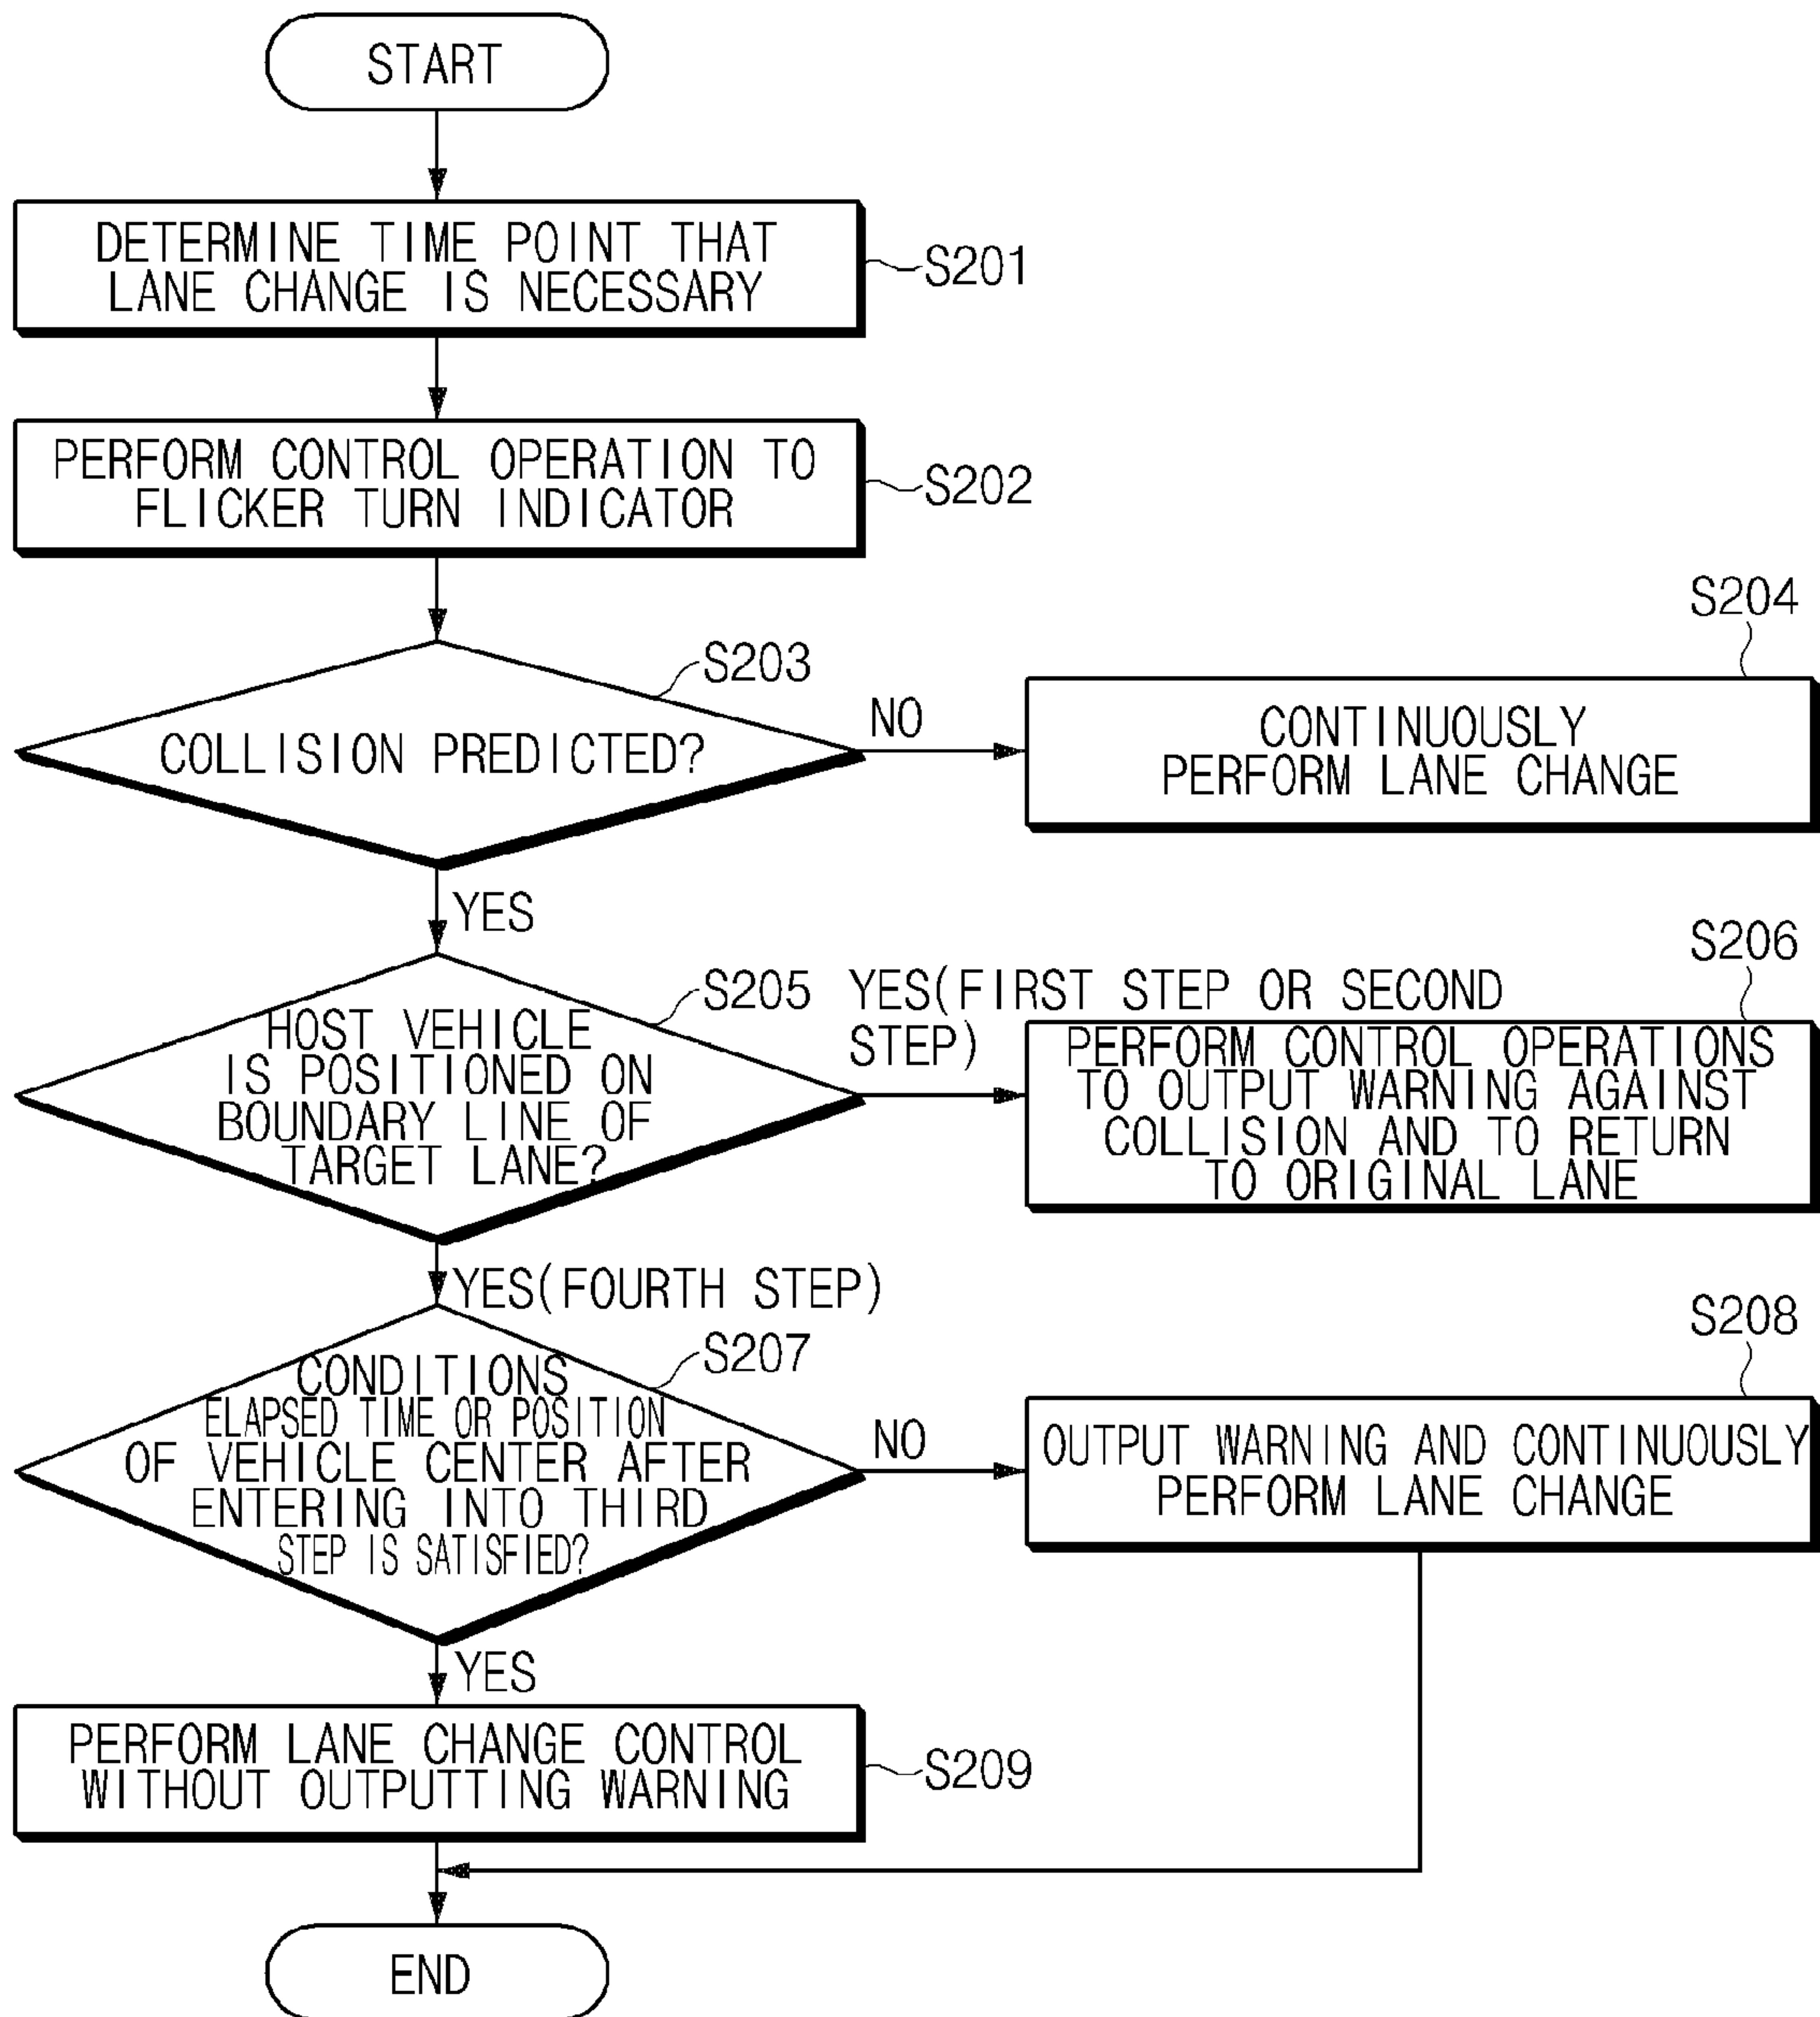 START
DETERMINE TIME POINT THAT
LANE CHANGE IS NECESSARY
S201
PERFORM CONTROL OPERATION TO
FLICKER TURN INDICATOR
S202
S203
COLLISION PREDICTED?
NO
S204
CONTINUOUSLY
PERFORM LANE CHANGE
YES
S205
HOST VEHICLE
IS POSITIONED ON
BOUNDARY LINE OF
TARGET LANE?
YES(FIRST STEP OR SECOND
STEP)
S206
PERFORM CONTROL OPERATIONS
TO OUTPUT WARNING AGAINST
COLLISION AND TO RETURN
TO ORIGINAL LANE
YES(FOURTH STEP)
S207
CONDITIONS
ELAPSED TIME OR POSITION
OF VEHICLE CENTER AFTER
ENTERING INTO THIRD
STEP IS SATISFIED?
NO
S208
OUTPUT WARNING AND CONTINUOUSLY
PERFORM LANE CHANGE
YES
PERFORM LANE CHANGE CONTROL
WITHOUT OUTPUTTING WARNING
S209
END